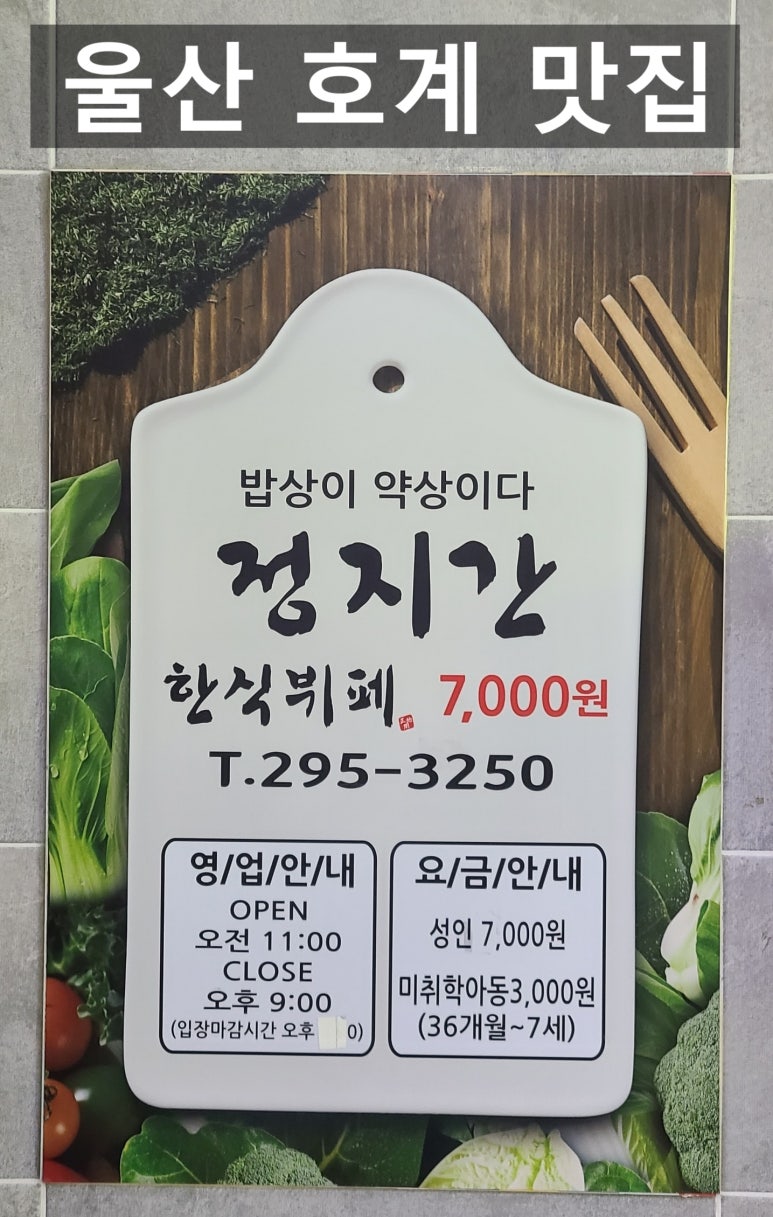 울산 호계 맛집
밥상이 약상이다
정지간
한식뷔페 7,000원
T.295-3250
영/업/안/내
OPEN
오전 11:00
CLOSE
오후 9:00
(입장마감시간 오후 0)
요/금/안/내
성인 7,000원
미취학아동3,000원
(36개월~7세)